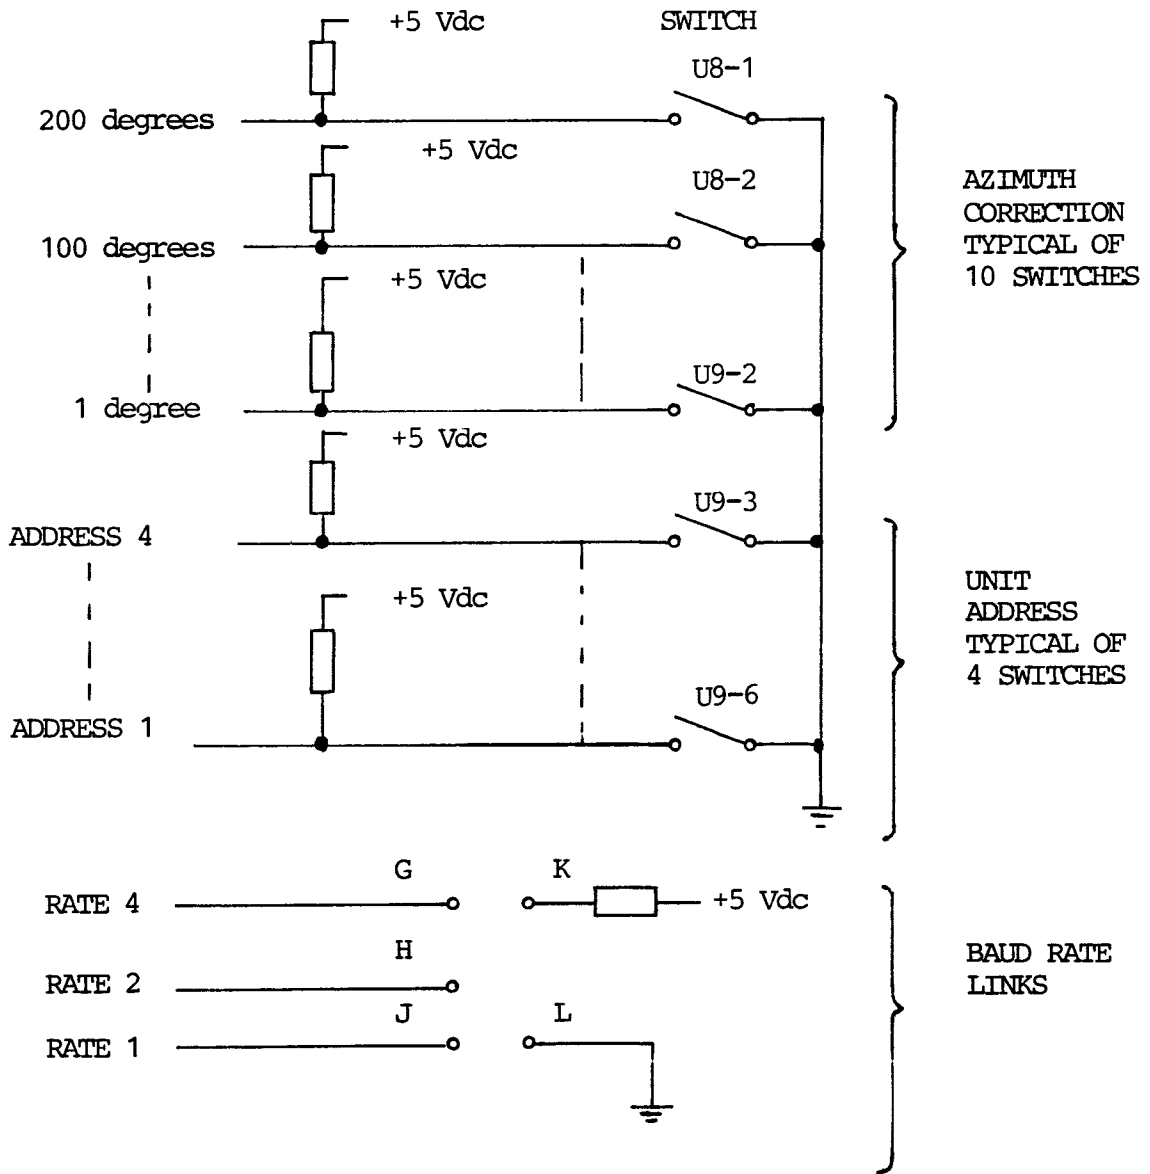 +5 Vdc
SWITCH
U8-1
200 degrees
+5 Vdc
U8-2
100 degrees
AZIMUTH
CORRECTION
TYPICAL OF
10 SWITCHES
+5 Vdc
U9-2
1 degree
+5 Vdc
U9-3
ADDRESS 4
+5 Vdc
UNIT
ADDRESS
TYPICAL OF
4 SWITCHES
U9-6
ADDRESS 1
G
K
RATE 4
+5 Vdc
H
RATE 2
BAUD RATE
LINKS
J
L
RATE 1